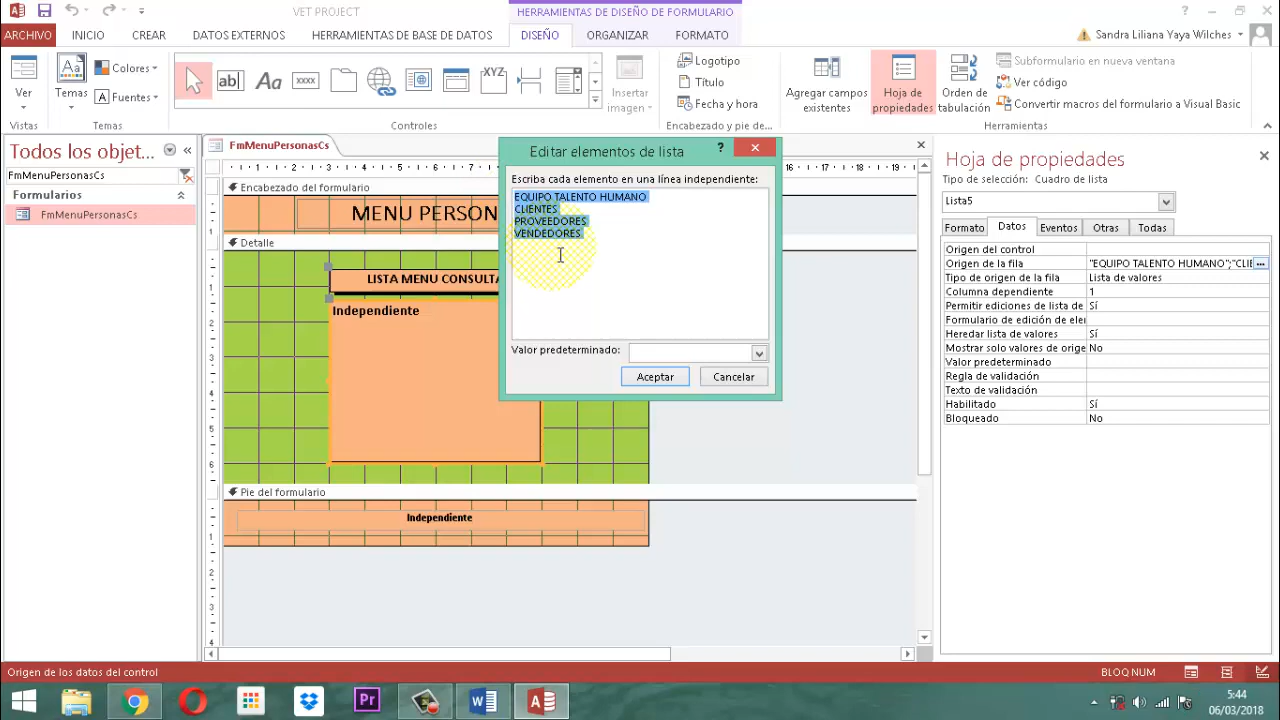 VET PROJECT
HERRAMIENTAS DE DISEÑO DE FORMULARIO
?
ARCHIVO INICIO CREAR DATOS EXTERNOS HERRAMIENTAS DE BASE DE DATOS DISEÑO ORGANIZAR FORMATO
Sandra Liliana Yaya Wilches
Ver
Vistas
Aa
Temas
Colores
Fuentes
Temas
ab|
Aa
xxxx
XYZ
Controles
Insertar imagen
Logotipo
Título
Fecha y hora
Encabezado y pie de...
Agregar campos existentes
Hoja de propiedades
Orden de tabulación
Subformulario en nueva ventana
Ver código
Convertir macros del formulario a Visual Basic
Herramientas
Todos los objet...
FmMenuPersonasCs
Formularios
FmMenuPersonasCs
FmMenuPersonasCs
Encabezado del formulario
MENU PERSON
Detalle
LISTA MENU CONSULTA
Independiente
Pie del formulario
Independiente
Editar elementos de lista
?
Escriba cada elemento en una línea independiente:
EQUIPO TALENTO HUMANO
CLIENTES
PROVEEDORES
VENDEDORES
Valor predeterminado:
Aceptar Cancelar
Hoja de propiedades
Tipo de selección: Cuadro de lista
Lista5
Formato Datos Eventos Otras Todas
Origen del control
Origen de la fila "EQUIPO TALENTO HUMANO";"CLIE
Tipo de origen de la fila Lista de valores
Columna dependiente 1
Permitir ediciones de lista de Sí
Formulario de edición de ele
Heredar lista de valores Sí
Mostrar solo valores de orige No
Valor predeterminado
Regla de validación
Texto de validación
Habilitado Sí
Bloqueado No
Origen de los datos del control
BLOQ NUM
Pr
5:44
06/03/2018